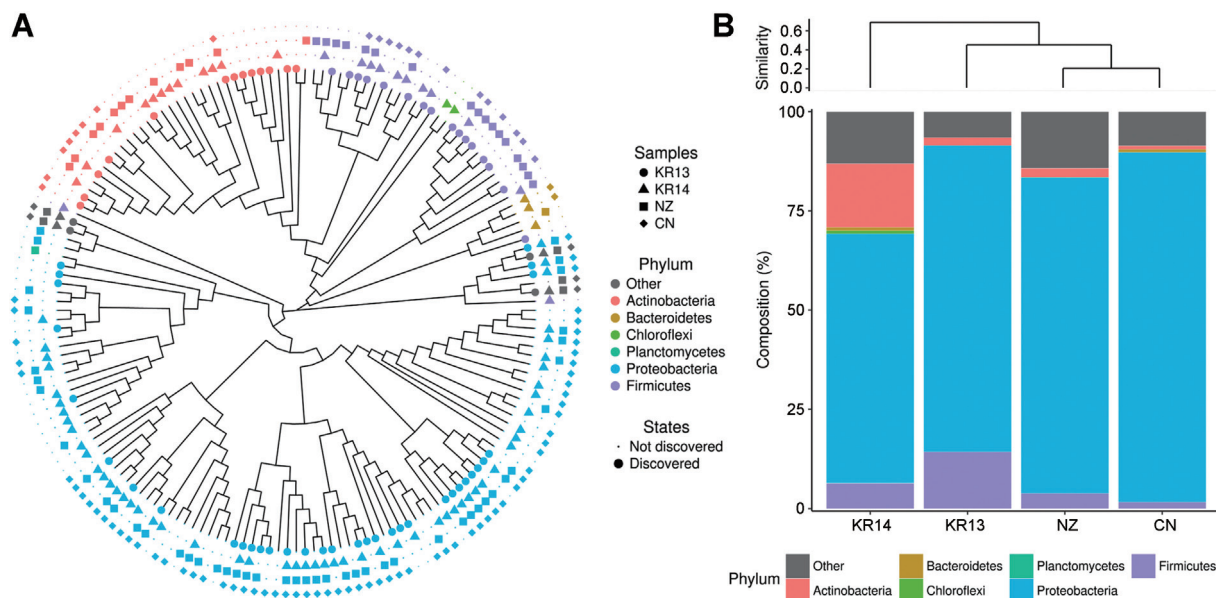 A
Samples
KR13
KR14
NZ
CN
Phylum
Other
Actinobacteria
Bacteroidetes
Chloroflexi
Planctomycetes
Proteobacteria
Firmicutes
States
Not discovered
Discovered
B
Similarity
0.6
0.4
0.2
0.0
Composition (%)
100
75
50
25
0
KR14 KR13 NZ CN
Phylum
Other Bacteroidetes Planctomycetes Firmicutes
Actinobacteria Chloroflexi Proteobacteria